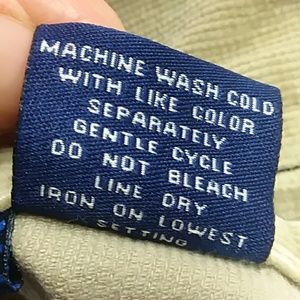 MACHINE WASH COLD
WITH LIKE COLOR
SEPARATELY
GENTLE CYCLE
DO NOT BLEACH
LINE DRY
IRON ON LOWEST
SETTING